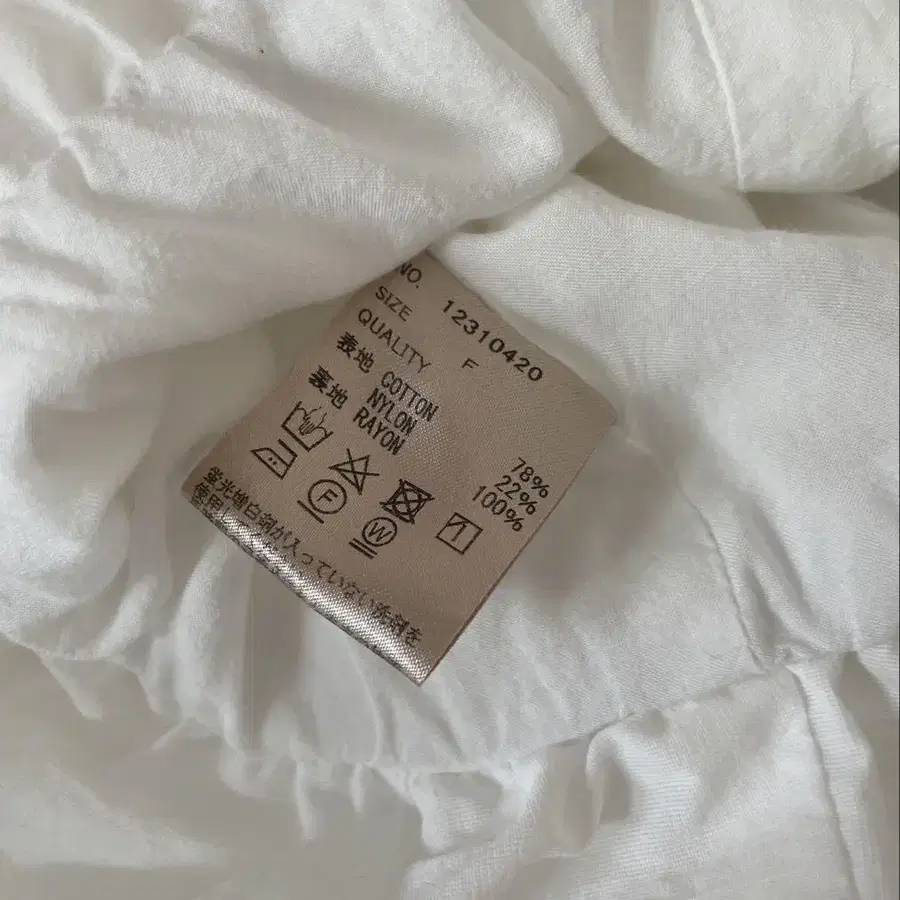 NO. 12310420
SIZE F
QUALITY
表地 COTTON 78%
NYLON 22%
裏地 RAYON 100%
F
W
蛍光増白剤が入っていない洗剤を
使用し